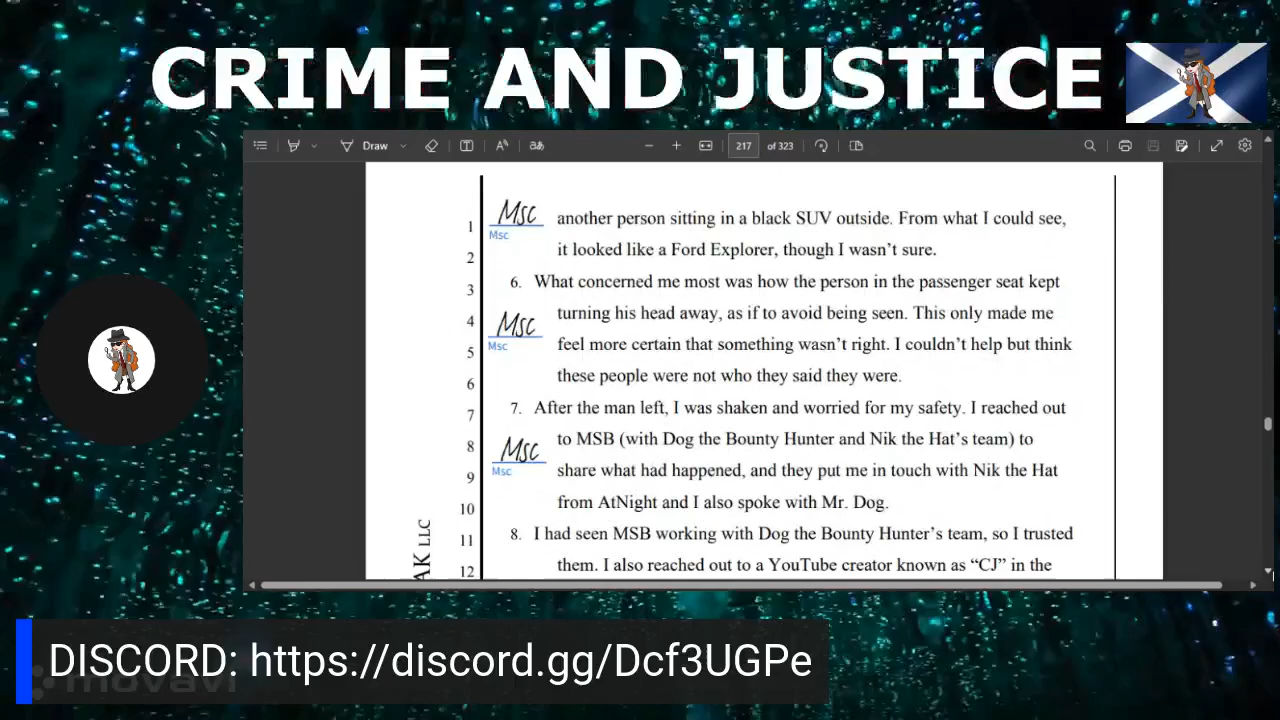 CRIME AND JUSTICE
Draw
217 of 323
1 Msc another person sitting in a black SUV outside. From what I could see,
Msc
2 it looked like a Ford Explorer, though I wasn't sure.
3 6. What concerned me most was how the person in the passenger seat kept
4 Msc turning his head away, as if to avoid being seen. This only made me
5 Msc feel more certain that something wasn't right. I couldn't help but think
6 these people were not who they said they were.
7 7. After the man left, I was shaken and worried for my safety. I reached out
8 Msc to MSB (with Dog the Bounty Hunter and Nik the Hat's team) to
9 Msc share what had happened, and they put me in touch with Nik the Hat
10 from AtNight and I also spoke with Mr. Dog.
11 8. I had seen MSB working with Dog the Bounty Hunter's team, so I trusted
12 them. I also reached out to a YouTube creator known as "CJ" in the
AK LLC
DISCORD: https://discord.gg/Dcf3UGPe
movavi